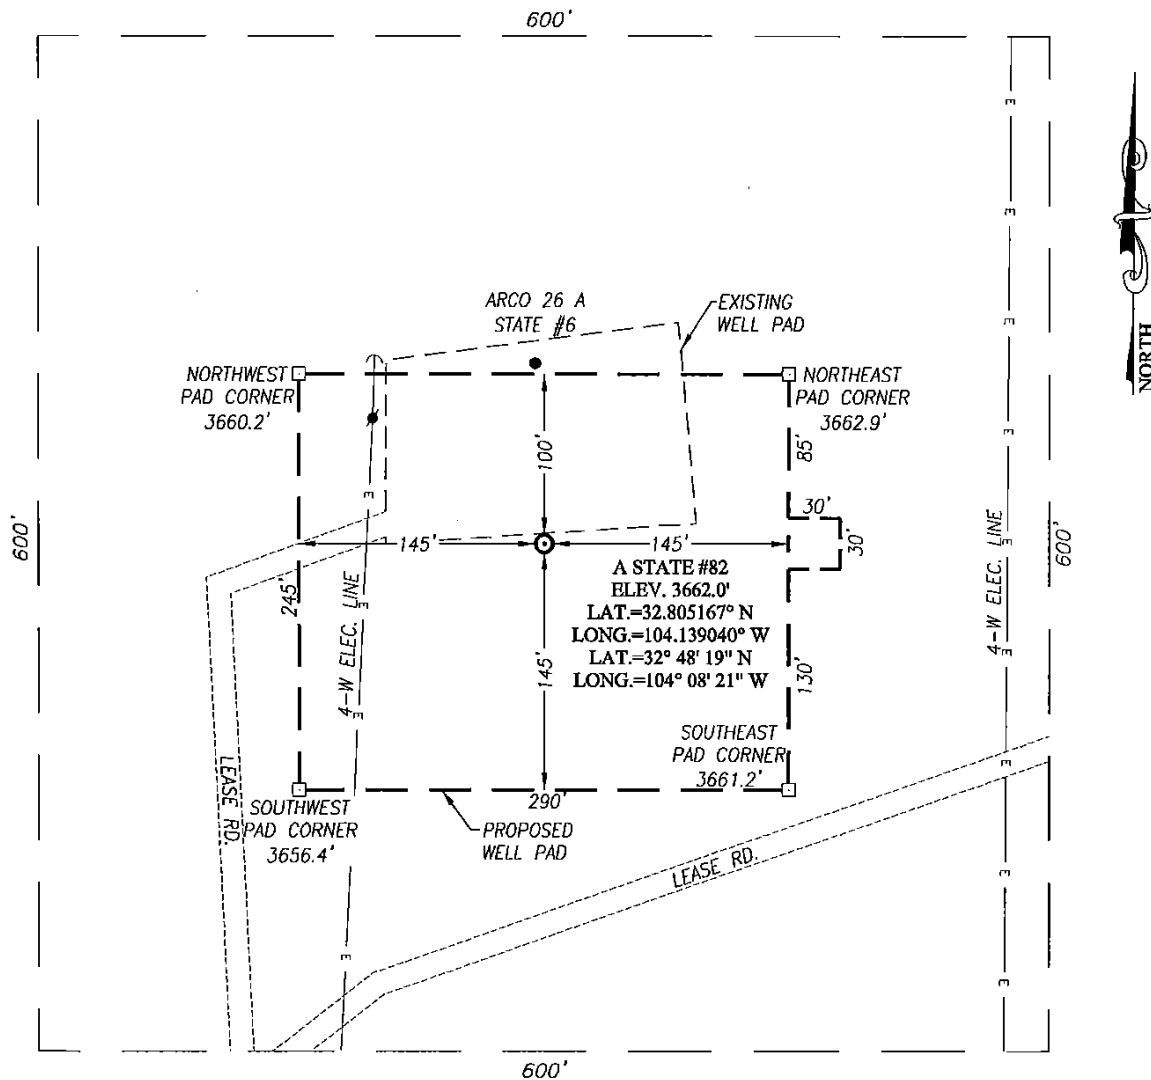 600'
ARCO 26 A
STATE #6
EXISTING
WELL PAD
NORTH
NORTHWEST
PAD CORNER
3660.2'
NORTHEAST
PAD CORNER
3662.9'
100'
85'
30'
30'
600'
145'
145'
4-W ELEC. LINE
600'
A STATE #82
ELEV. 3662.0'
LAT.=32.805167° N
LONG.=104.139040° W
LAT.=32° 48' 19" N
LONG.=104° 08' 21" W
245'
4-W ELEC. LINE
145'
130'
SOUTHEAST
PAD CORNER
3661.2'
LEASE RD.
290'
SOUTHWEST
PAD CORNER
3656.4'
PROPOSED
WELL PAD
LEASE RD.
E
E
E
E
E
E
E
E
E
E
E
E
600'